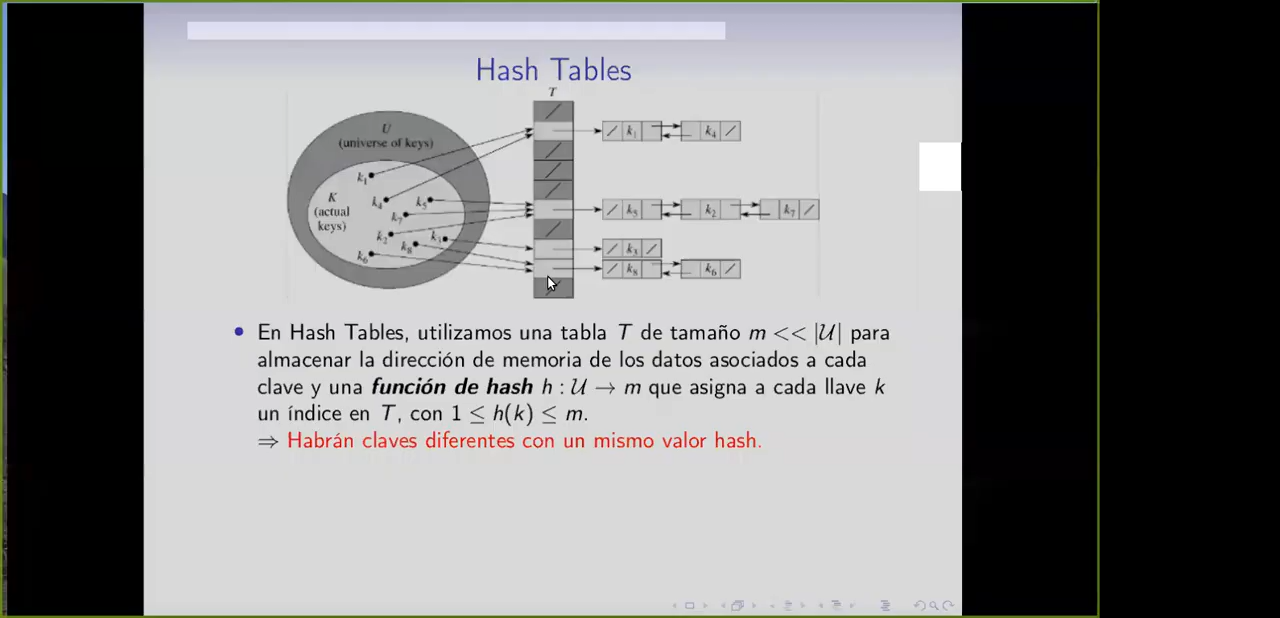 Hash Tables
T
U
(universe of keys)
k1 k4
k1
K
(actual
keys)
k4 k5
k7
k5 k2 k7
k2
k8 k3
k6
k3
k8 k6
• En Hash Tables, utilizamos una tabla T de tamaño m << |𝒰| para
almacenar la dirección de memoria de los datos asociados a cada
clave y una función de hash h : 𝒰 → m que asigna a cada llave k
un índice en T, con 1 ≤ h(k) ≤ m.
⇒ Habrán claves diferentes con un mismo valor hash.